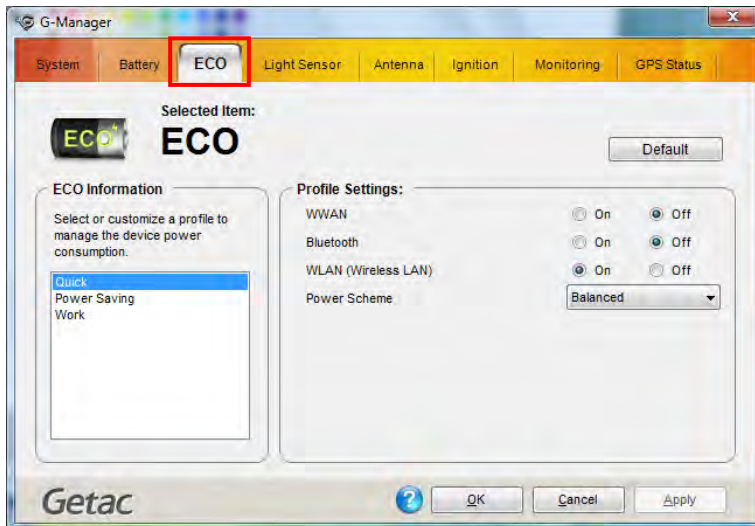 G-Manager
System Battery ECO Light Sensor Antenna Ignition Monitoring GPS Status
ECO
Selected Item:
ECO
Default
ECO Information
Select or customize a profile to
manage the device power
consumption.
Quick
Power Saving
Work
Profile Settings:
WWAN On Off
Bluetooth On Off
WLAN (Wireless LAN) On Off
Power Scheme Balanced
Getac
? OK Cancel Apply